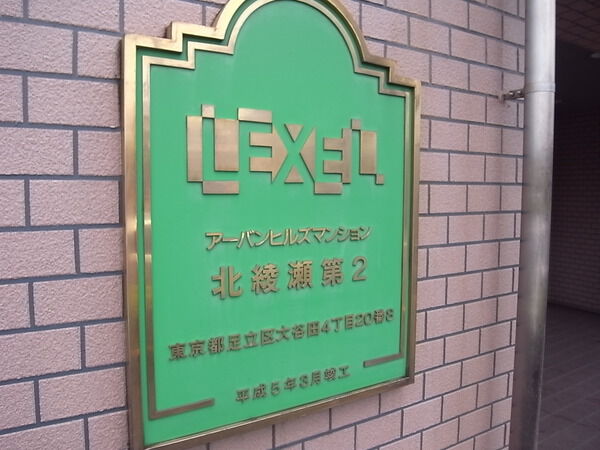 LEXEL
アーバンヒルズマンション
北綾瀬第2
東京都足立区大谷田4丁目20番8
平成5年3月竣工